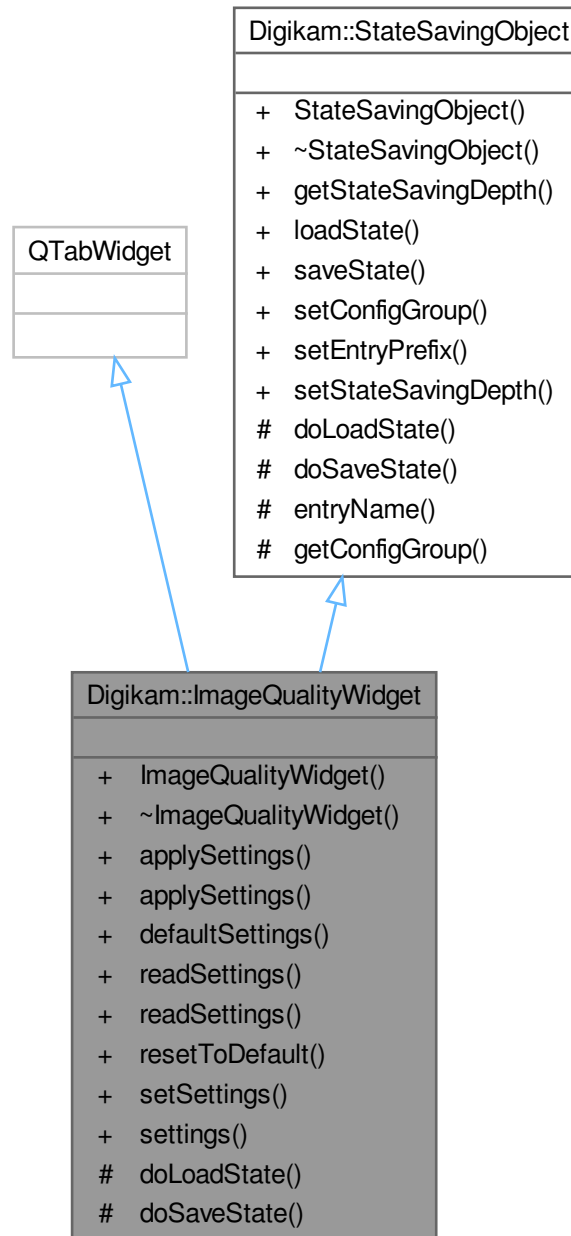 Digikam::StateSavingObject
+ StateSavingObject()
+ ~StateSavingObject()
+ getStateSavingDepth()
+ loadState()
+ saveState()
+ setConfigGroup()
+ setEntryPrefix()
+ setStateSavingDepth()
# doLoadState()
# doSaveState()
# entryName()
# getConfigGroup()
QTabWidget
Digikam::ImageQualityWidget
+ ImageQualityWidget()
+ ~ImageQualityWidget()
+ applySettings()
+ applySettings()
+ defaultSettings()
+ readSettings()
+ readSettings()
+ resetToDefault()
+ setSettings()
+ settings()
# doLoadState()
# doSaveState()